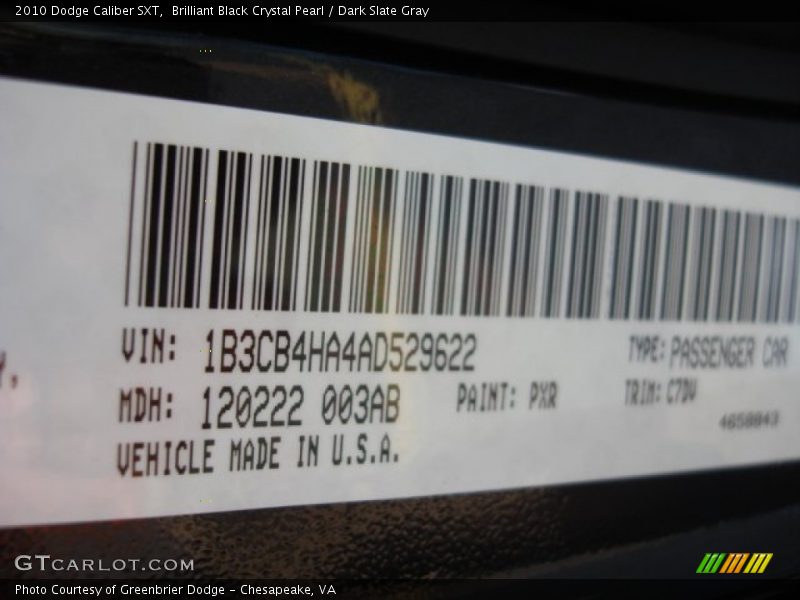 2010 Dodge Caliber SXT,  Brilliant Black Crystal Pearl / Dark Slate Gray
VIN: 1B3CB4HA4AD529622 TYPE: PASSENGER CAR
MDH: 120222 003AB PAINT: PXR TRIM: C7DV
4658843
VEHICLE MADE IN U.S.A.
GTCARLOT.COM
Photo Courtesy of Greenbrier Dodge – Chesapeake, VA